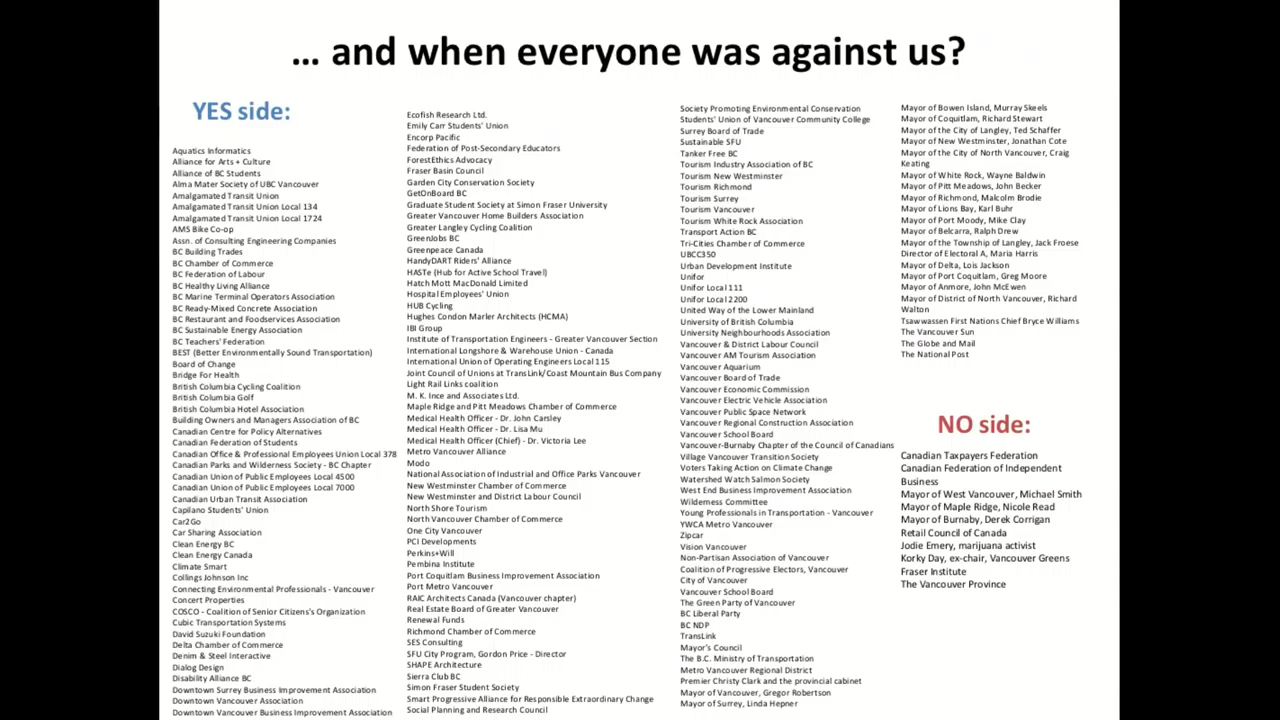 ... and when everyone was against us?
YES side:
Aquatics Informatics
Alliance for Arts + Culture
Alliance of BC Students
Alma Mater Society of UBC Vancouver
Amalgamated Transit Union
Amalgamated Transit Union Local 134
Amalgamated Transit Union Local 1724
AMS Bike Co-op
Assn. of Consulting Engineering Companies
BC Building Trades
BC Chamber of Commerce
BC Federation of Labour
BC Healthy Living Alliance
BC Marine Terminal Operators Association
BC Ready-Mixed Concrete Association
BC Restaurant and Foodservices Association
BC Sustainable Energy Association
BC Teachers' Federation
BEST (Better Environmentally Sound Transportation)
Board of Change
Bridge For Health
British Columbia Cycling Coalition
British Columbia Golf
British Columbia Hotel Association
Building Owners and Managers Association of BC
Canadian Centre for Policy Alternatives
Canadian Federation of Students
Canadian Office & Professional Employees Union Local 378
Canadian Parks and Wilderness Society - BC Chapter
Canadian Union of Public Employees Local 4500
Canadian Union of Public Employees Local 7000
Canadian Urban Transit Association
Capilano Students' Union
Car2Go
Car Sharing Association
Clean Energy BC
Clean Energy Canada
Climate Smart
Collings Johnson Inc
Connecting Environmental Professionals - Vancouver
Concert Properties
COSCO - Coalition of Senior Citizens's Organization
Cubic Transportation Systems
David Suzuki Foundation
Delta Chamber of Commerce
Denim & Steel Interactive
Dialog Design
Disability Alliance BC
Downtown Surrey Business Improvement Association
Downtown Vancouver Association
Downtown Vancouver Business Improvement Association
Ecofish Research Ltd.
Emily Carr Students' Union
Encorp Pacific
Federation of Post-Secondary Educators
ForestEthics Advocacy
Fraser Basin Council
Garden City Conservation Society
GetOnBoard BC
Graduate Student Society at Simon Fraser University
Greater Vancouver Home Builders Association
Greater Langley Cycling Coalition
GreenJobs BC
Greenpeace Canada
HandyDART Riders' Alliance
HASTe (Hub for Active School Travel)
Hatch Mott MacDonald Limited
Hospital Employees' Union
HUB Cycling
Hughes Condon Marler Architects (HCMA)
IBI Group
Institute of Transportation Engineers - Greater Vancouver Section
International Longshore & Warehouse Union - Canada
International Union of Operating Engineers Local 115
Joint Council of Unions at TransLink/Coast Mountain Bus Company
Light Rail Links coalition
M. K. Ince and Associates Ltd.
Maple Ridge and Pitt Meadows Chamber of Commerce
Medical Health Officer - Dr. John Carsley
Medical Health Officer - Dr. Lisa Mu
Medical Health Officer (Chief) - Dr. Victoria Lee
Metro Vancouver Alliance
Modo
National Association of Industrial and Office Parks Vancouver
New Westminster Chamber of Commerce
New Westminster and District Labour Council
North Shore Tourism
North Vancouver Chamber of Commerce
One City Vancouver
PCI Developments
Perkins+Will
Pembina Institute
Port Coquitlam Business Improvement Association
Port Metro Vancouver
RAIC Architects Canada (Vancouver chapter)
Real Estate Board of Greater Vancouver
Renewal Funds
Richmond Chamber of Commerce
SES Consulting
SFU City Program, Gordon Price - Director
SHAPE Architecture
Sierra Club BC
Simon Fraser Student Society
Smart Progressive Alliance for Responsible Extraordinary Change
Social Planning and Research Council
Society Promoting Environmental Conservation
Students' Union of Vancouver Community College
Surrey Board of Trade
Sustainable SFU
Tanker Free BC
Tourism Industry Association of BC
Tourism New Westminster
Tourism Richmond
Tourism Surrey
Tourism Vancouver
Tourism White Rock Association
Transport Action BC
Tri-Cities Chamber of Commerce
UBCC350
Urban Development Institute
Unifor
Unifor Local 111
Unifor Local 2200
United Way of the Lower Mainland
University of British Columbia
University Neighbourhoods Association
Vancouver & District Labour Council
Vancouver AM Tourism Association
Vancouver Aquarium
Vancouver Board of Trade
Vancouver Economic Commission
Vancouver Electric Vehicle Association
Vancouver Public Space Network
Vancouver Regional Construction Association
Vancouver School Board
Vancouver-Burnaby Chapter of the Council of Canadians
Village Vancouver Transition Society
Voters Taking Action on Climate Change
Watershed Watch Salmon Society
West End Business Improvement Association
Wilderness Committee
Young Professionals in Transportation - Vancouver
YWCA Metro Vancouver
Zipcar
Vision Vancouver
Non-Partisan Association of Vancouver
Coalition of Progressive Electors, Vancouver
City of Vancouver
Vancouver School Board
The Green Party of Vancouver
BC Liberal Party
BC NDP
TransLink
Mayor's Council
The B.C. Ministry of Transportation
Metro Vancouver Regional District
Premier Christy Clark and the provincial cabinet
Mayor of Vancouver, Gregor Robertson
Mayor of Surrey, Linda Hepner
Mayor of Bowen Island, Murray Skeels
Mayor of Coquitlam, Richard Stewart
Mayor of the City of Langley, Ted Schaffer
Mayor of New Westminster, Jonathan Cote
Mayor of the City of North Vancouver, Craig
Keating
Mayor of White Rock, Wayne Baldwin
Mayor of Pitt Meadows, John Becker
Mayor of Richmond, Malcolm Brodie
Mayor of Lions Bay, Karl Buhr
Mayor of Port Moody, Mike Clay
Mayor of Belcarra, Ralph Drew
Mayor of the Township of Langley, Jack Froese
Director of Electoral A, Maria Harris
Mayor of Delta, Lois Jackson
Mayor of Port Coquitlam, Greg Moore
Mayor of Anmore, John McEwen
Mayor of District of North Vancouver, Richard
Walton
Tsawwassen First Nations Chief Bryce Williams
The Vancouver Sun
The Globe and Mail
The National Post
NO side:
Canadian Taxpayers Federation
Canadian Federation of Independent
Business
Mayor of West Vancouver, Michael Smith
Mayor of Maple Ridge, Nicole Read
Mayor of Burnaby, Derek Corrigan
Retail Council of Canada
Jodie Emery, marijuana activist
Korky Day, ex-chair, Vancouver Greens
Fraser Institute
The Vancouver Province